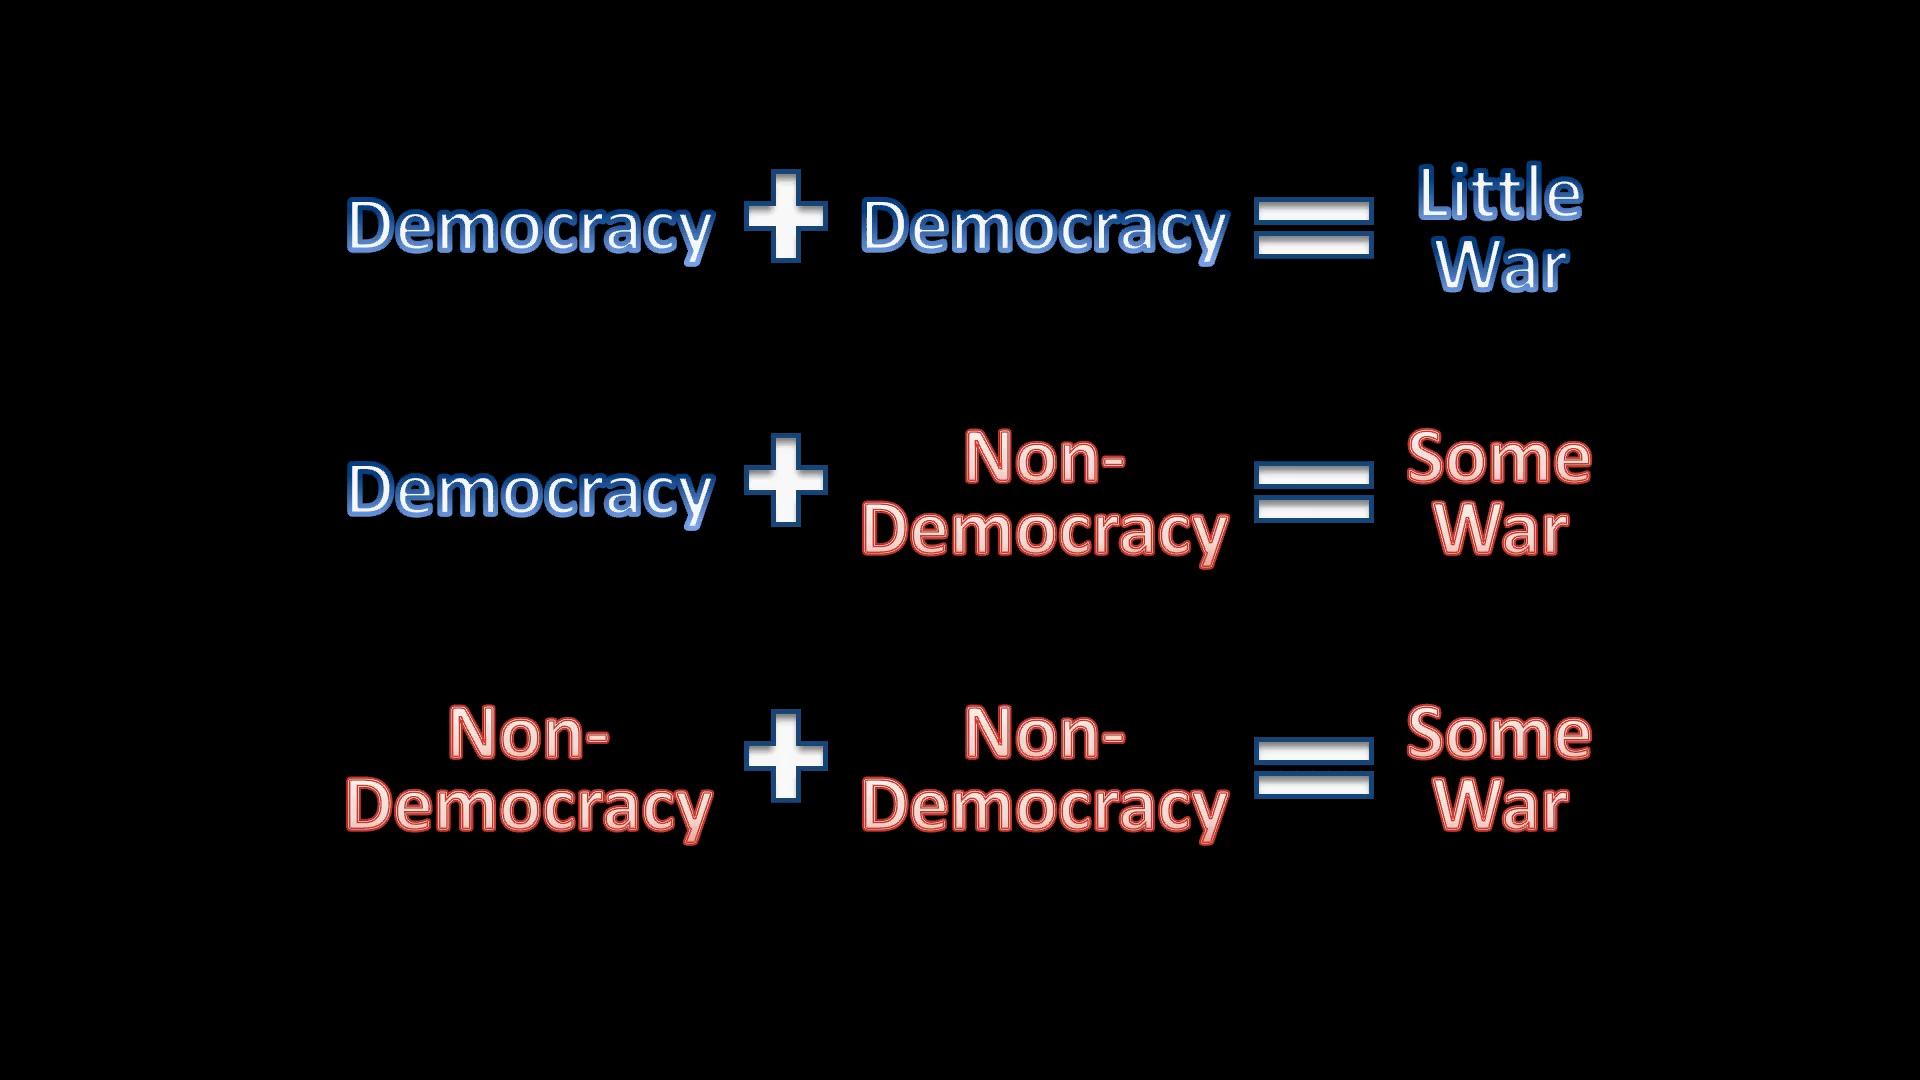 Democracy + Democracy = Little
War
Democracy + Non-
Democracy = Some
War
Non-
Democracy + Non-
Democracy = Some
War